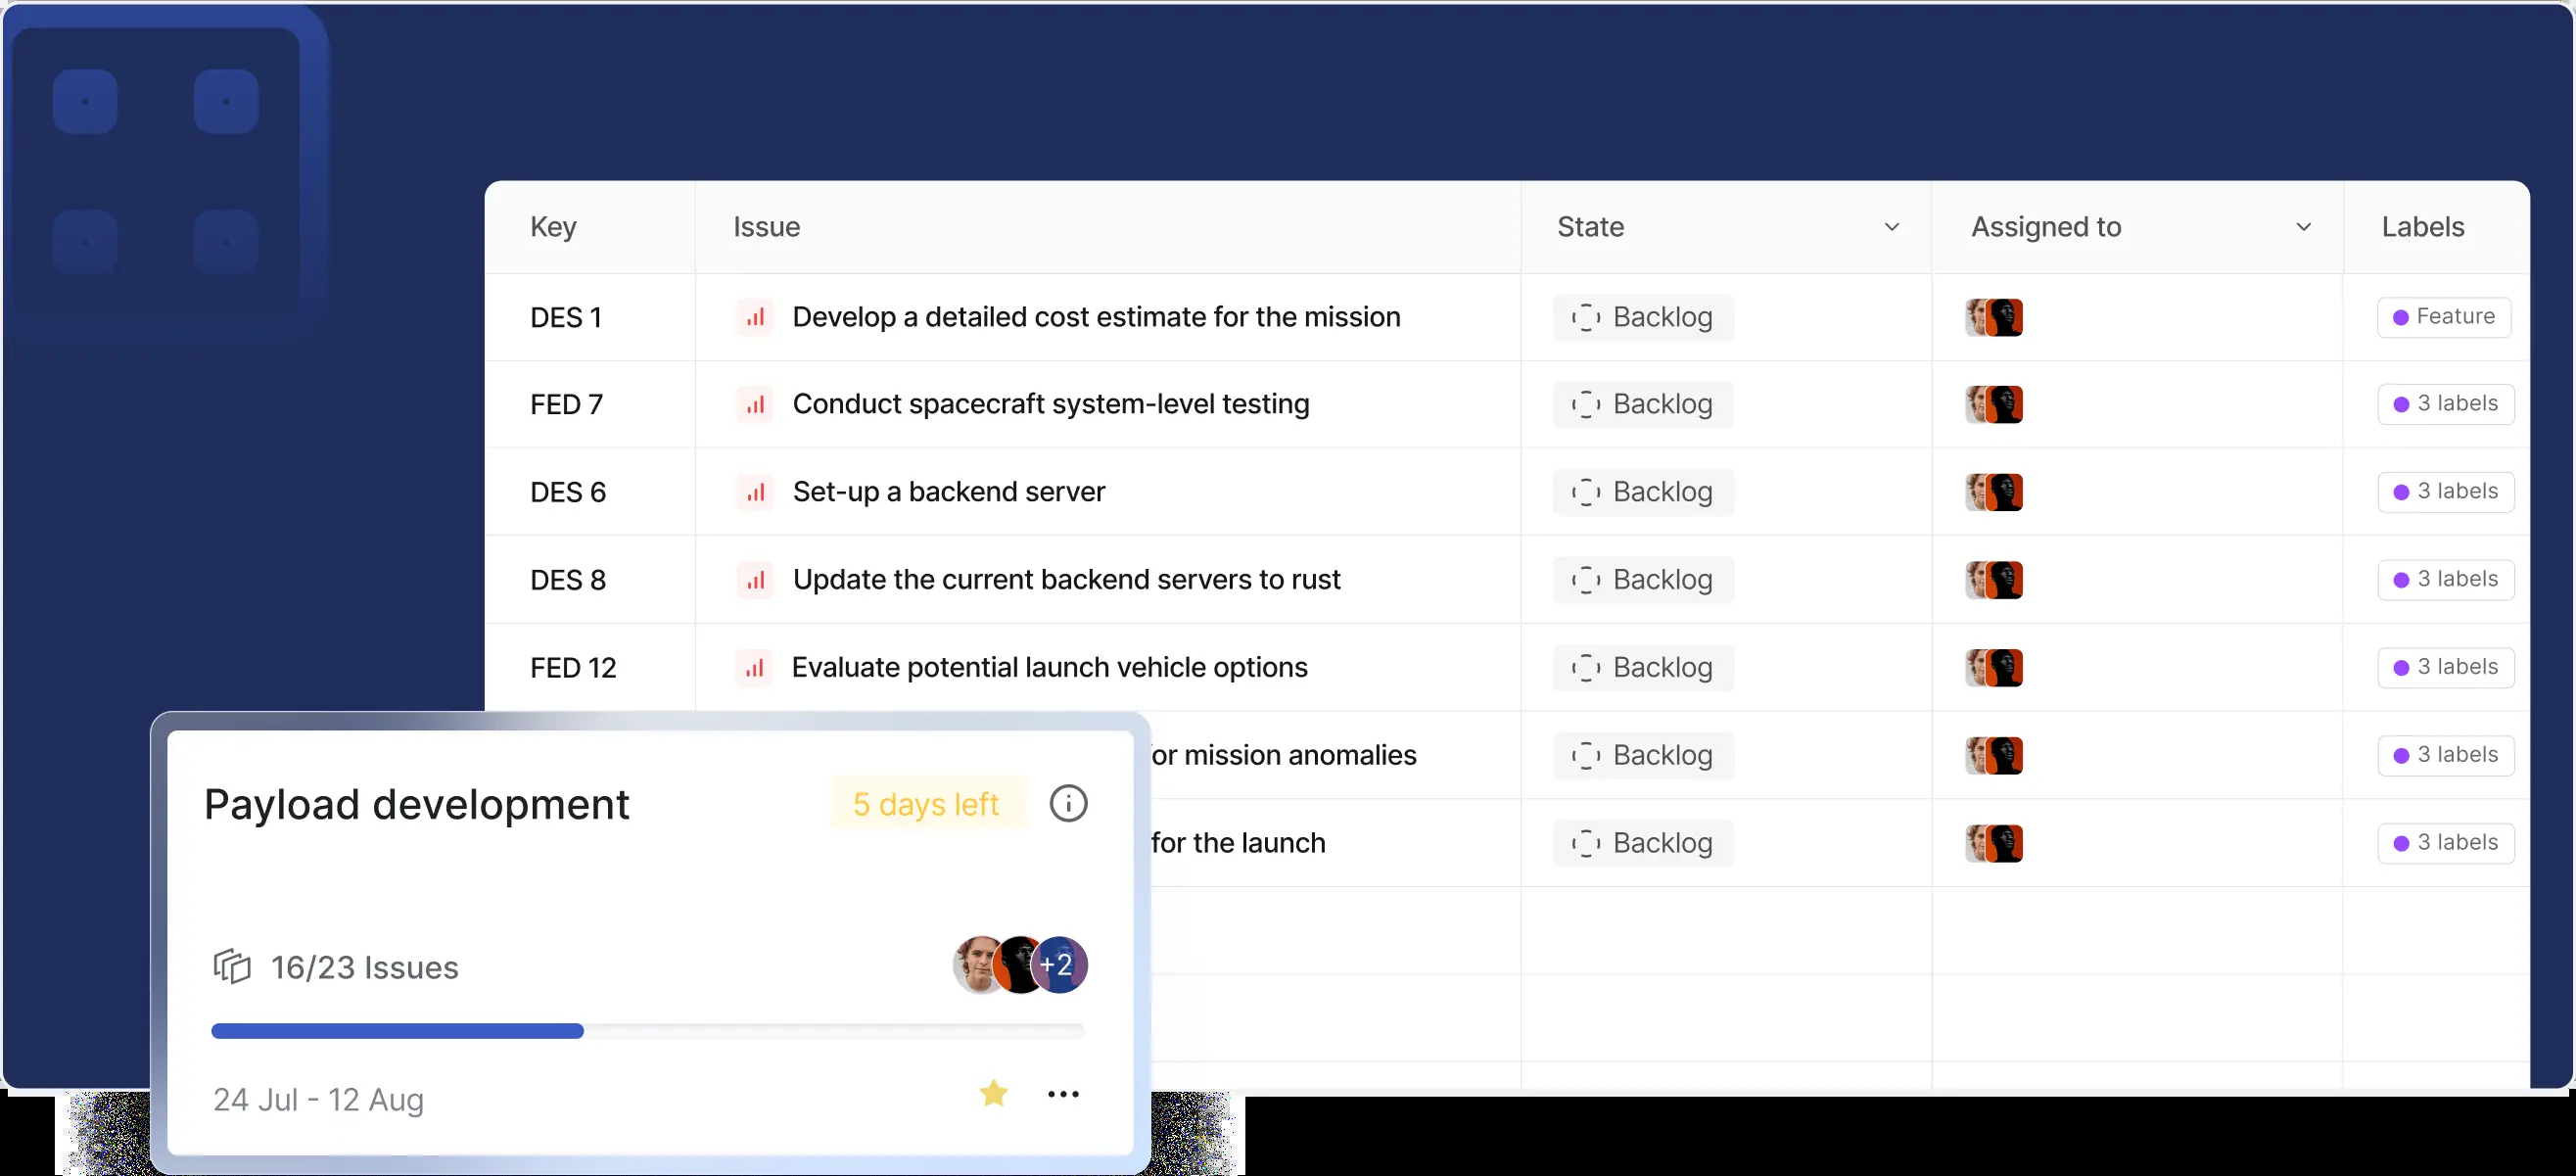 Key Issue State Assigned to Labels
DES 1 Develop a detailed cost estimate for the mission Backlog Feature
FED 7 Conduct spacecraft system-level testing Backlog 3 labels
DES 6 Set-up a backend server Backlog 3 labels
DES 8 Update the current backend servers to rust Backlog 3 labels
FED 12 Evaluate potential launch vehicle options Backlog 3 labels
or mission anomalies Backlog 3 labels
for the launch Backlog 3 labels
Payload development 5 days left
16/23 Issues +2
24 Jul - 12 Aug